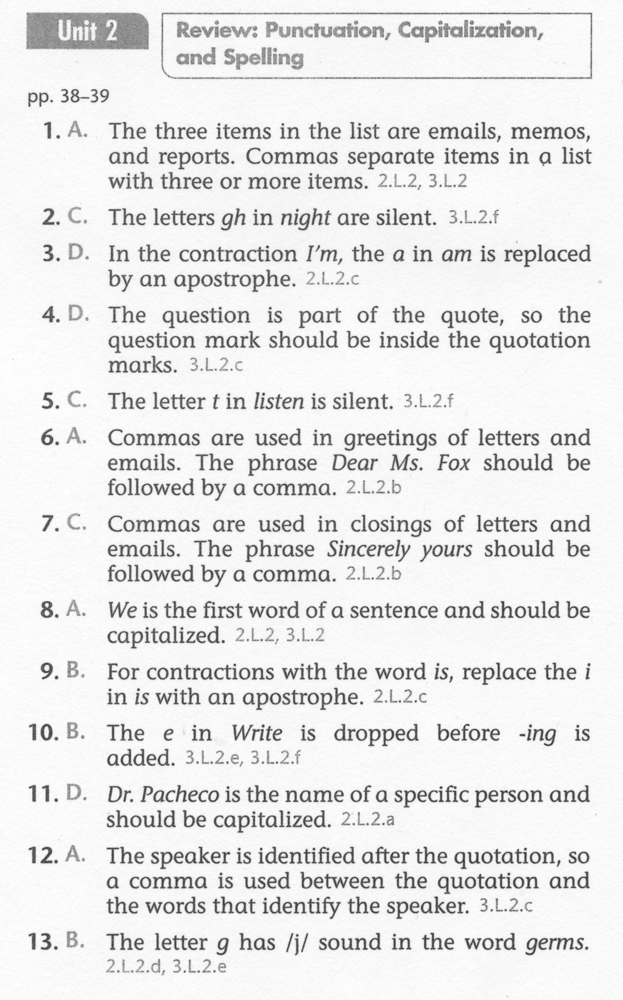 Unit 2
Review: Punctuation, Capitalization,
and Spelling
pp. 38–39
1. A. The three items in the list are emails, memos,
and reports. Commas separate items in a list
with three or more items. 2.L.2, 3.L.2
2. C. The letters gh in night are silent. 3.L.2.f
3. D. In the contraction I'm, the a in am is replaced
by an apostrophe. 2.L.2.c
4. D. The question is part of the quote, so the
question mark should be inside the quotation
marks. 3.L.2.c
5. C. The letter t in listen is silent. 3.L.2.f
6. A. Commas are used in greetings of letters and
emails. The phrase Dear Ms. Fox should be
followed by a comma. 2.L.2.b
7. C. Commas are used in closings of letters and
emails. The phrase Sincerely yours should be
followed by a comma. 2.L.2.b
8. A. We is the first word of a sentence and should be
capitalized. 2.L.2, 3.L.2
9. B. For contractions with the word is, replace the i
in is with an apostrophe. 2.L.2.c
10. B. The e in Write is dropped before -ing is
added. 3.L.2.e, 3.L.2.f
11. D. Dr. Pacheco is the name of a specific person and
should be capitalized. 2.L.2.a
12. A. The speaker is identified after the quotation, so
a comma is used between the quotation and
the words that identify the speaker. 3.L.2.c
13. B. The letter g has /j/ sound in the word germs.
2.L.2.d, 3.L.2.e